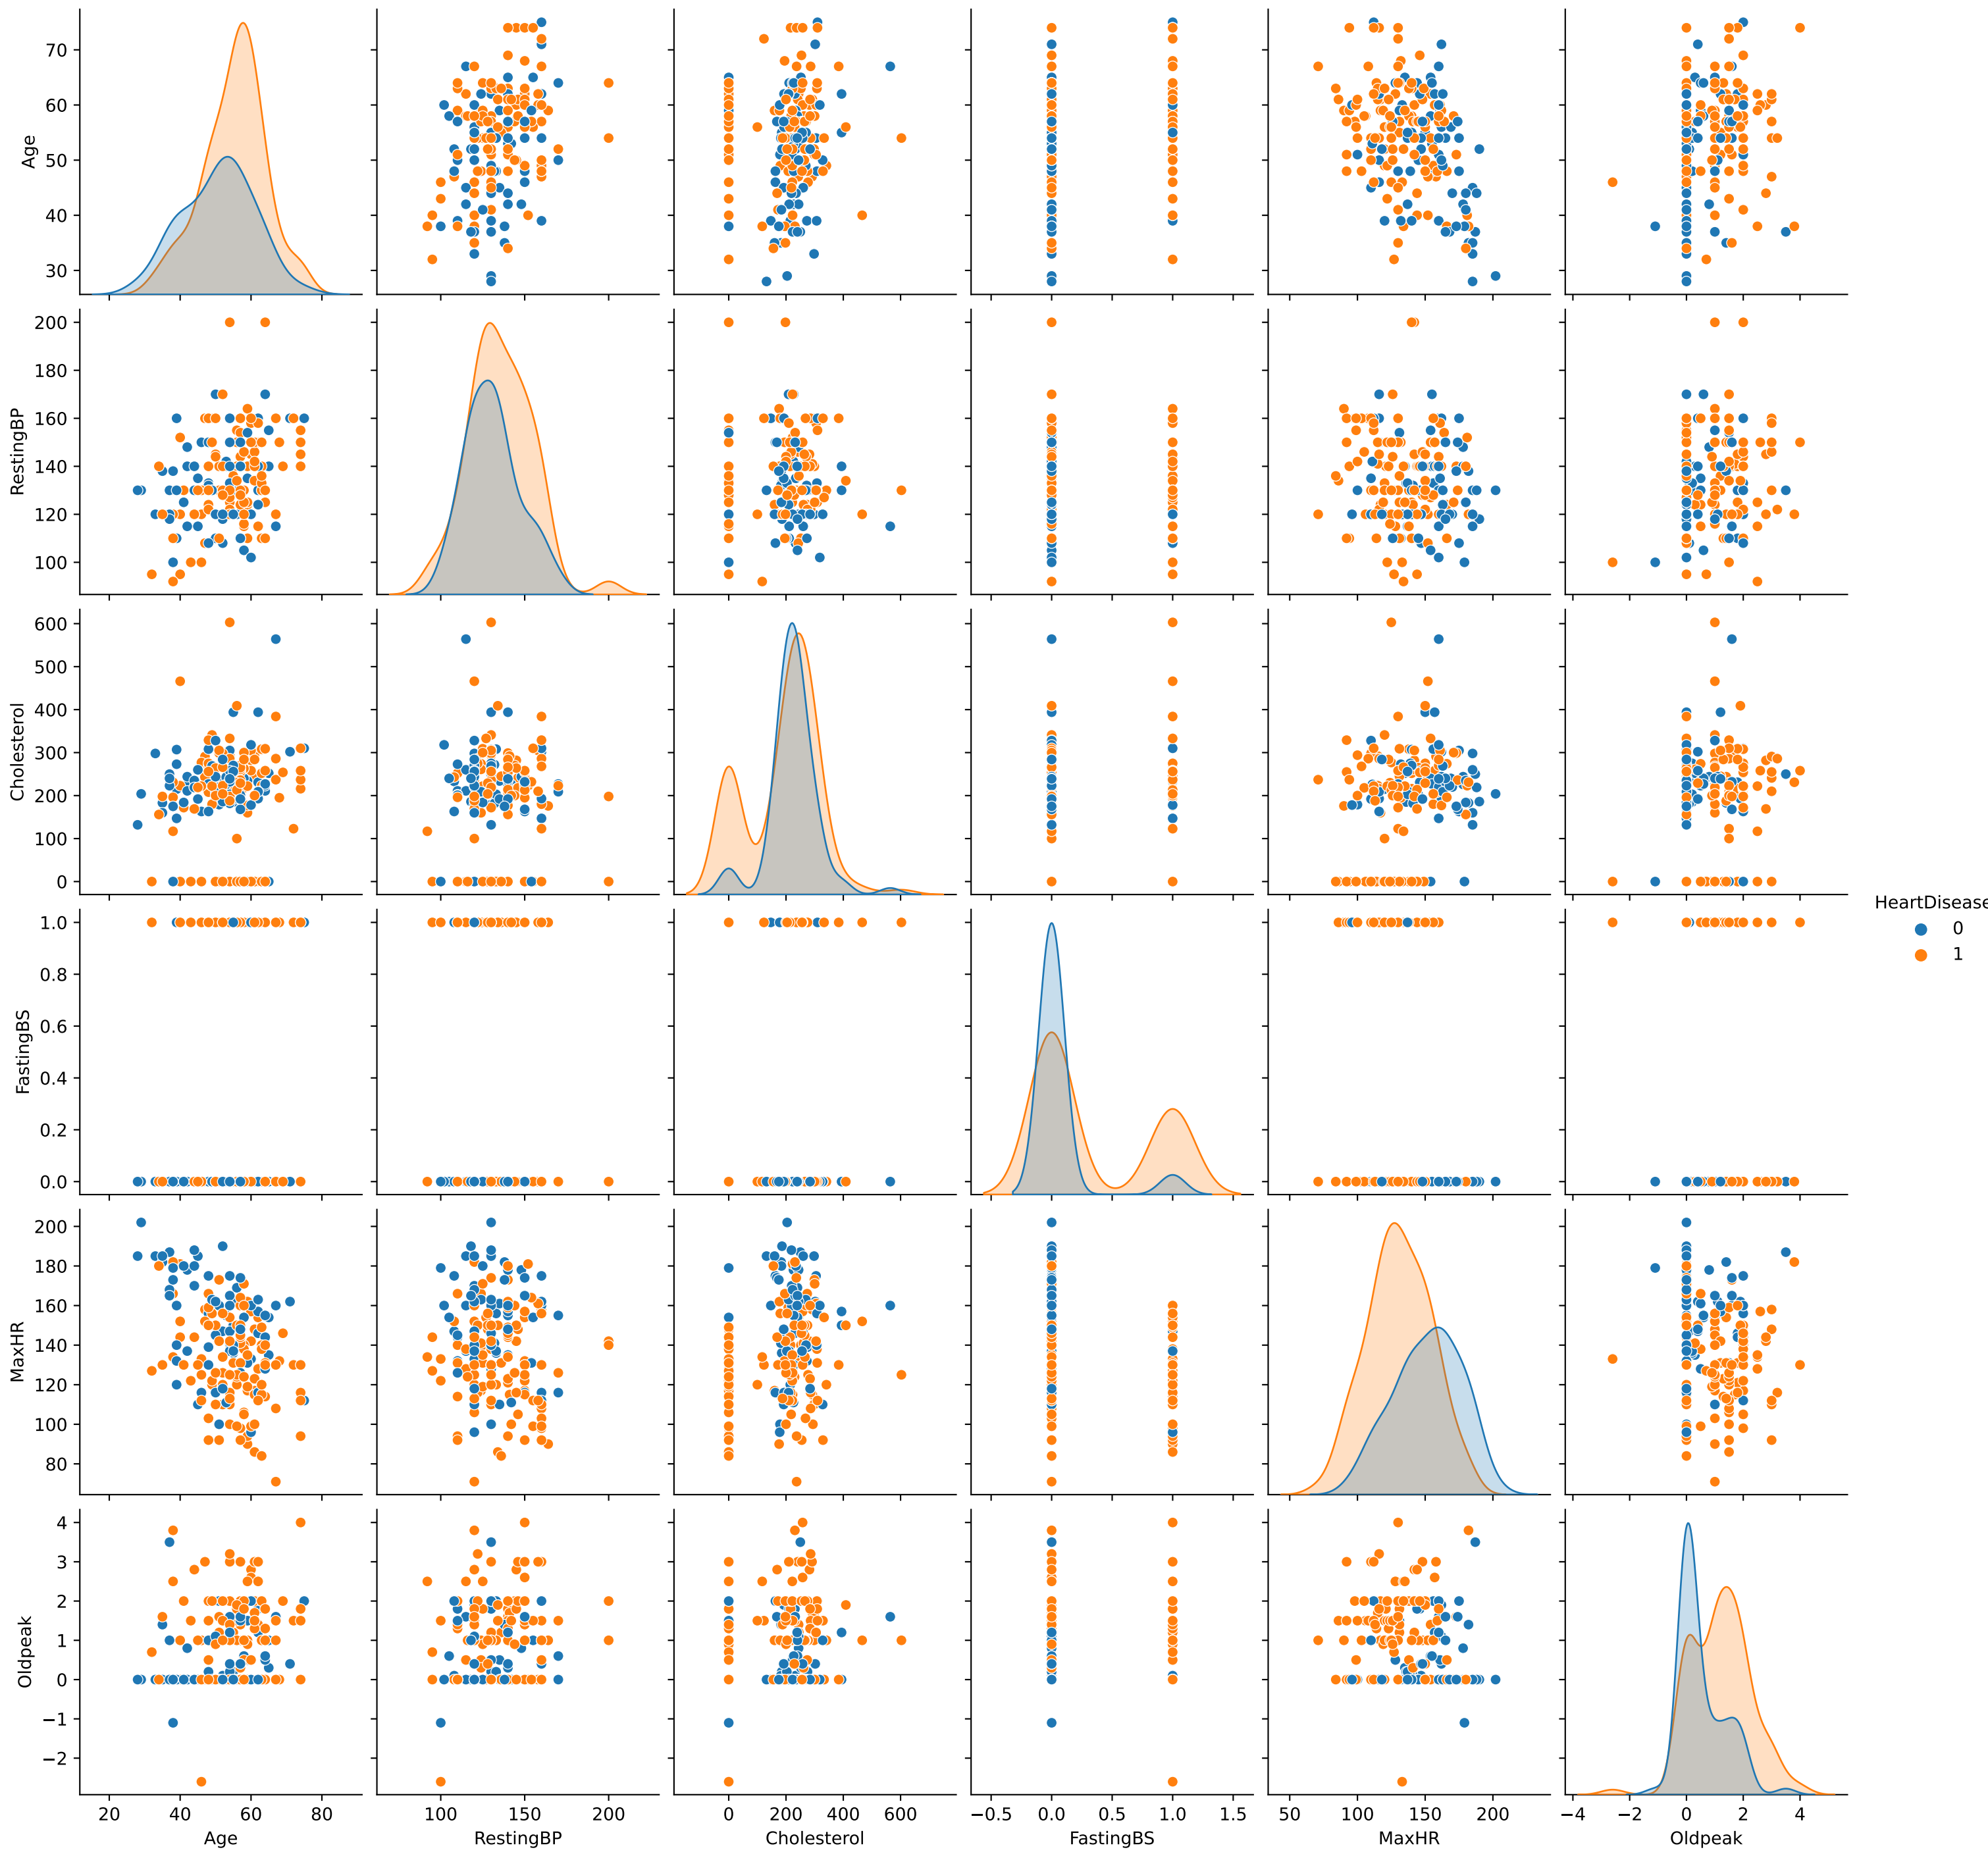 70
60
50
40
30
Age
200
180
160
140
120
100
RestingBP
600
500
400
300
200
100
0
Cholesterol
1.0
0.8
0.6
0.4
0.2
0.0
FastingBS
HeartDisease
0
1
200
180
160
140
120
100
80
MaxHR
4
3
2
1
0
−1
−2
Oldpeak
20 40 60 80
100 150 200
0 200 400 600
−0.5 0.0 0.5 1.0 1.5
50 100 150 200
−4 −2 0 2 4
Age RestingBP Cholesterol FastingBS MaxHR Oldpeak